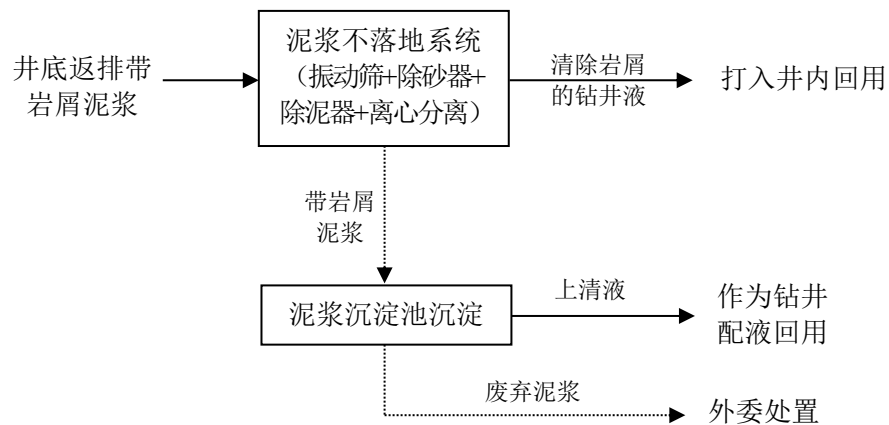 井底返排带
岩屑泥浆
泥浆不落地系统
（振动筛+除砂器+
除泥器+离心分离）
清除岩屑
的钻井液
打入井内回用
带岩屑
泥浆
泥浆沉淀池沉淀
上清液
作为钻井
配液回用
废弃泥浆
外委处置